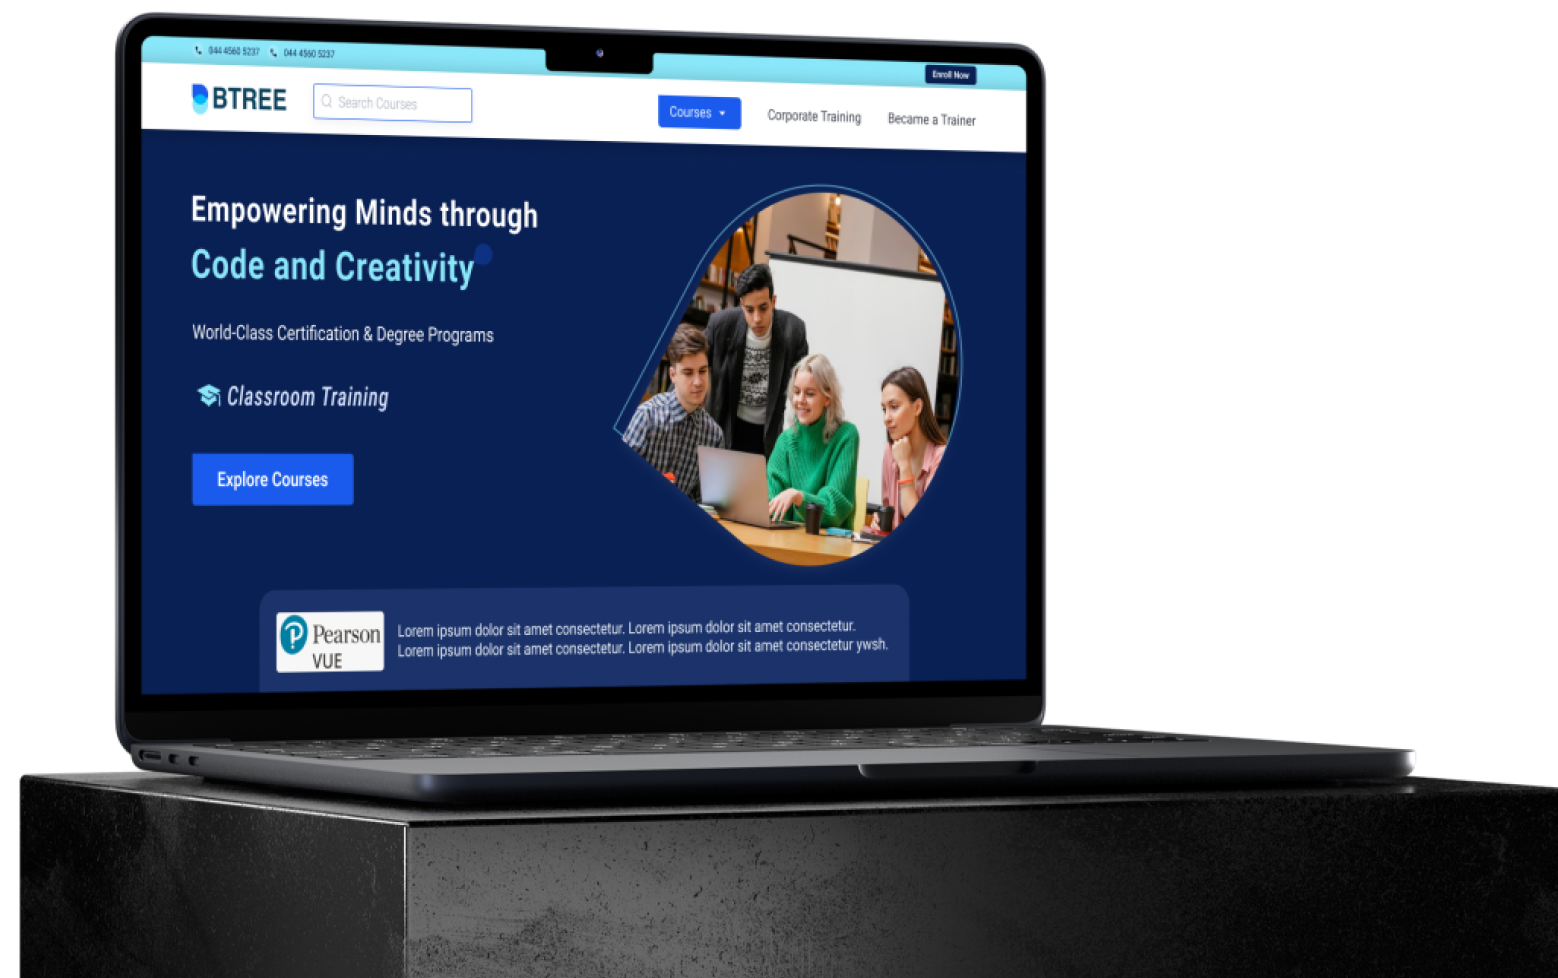 044 4560 5237 044 4560 5237
Enroll Now
BTREE
Search Courses
Courses
Corporate Training
Became a Trainer
Empowering Minds through
Code and Creativity
World-Class Certification & Degree Programs
Classroom Training
Explore Courses
Pearson
VUE
Lorem ipsum dolor sit amet consectetur. Lorem ipsum dolor sit amet consectetur.
Lorem ipsum dolor sit amet consectetur. Lorem ipsum dolor sit amet consectetur ywsh.